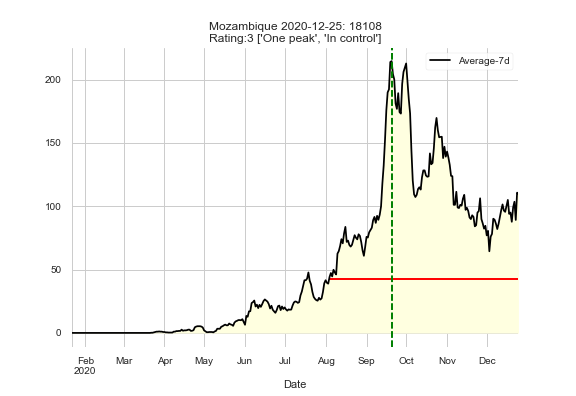 Mozambique 2020-12-25: 18108
Rating:3 ['One peak', 'In control']
Average-7d
200
150
100
50
0
Feb Mar Apr May Jun Jul Aug Sep Oct Nov Dec
2020
Date